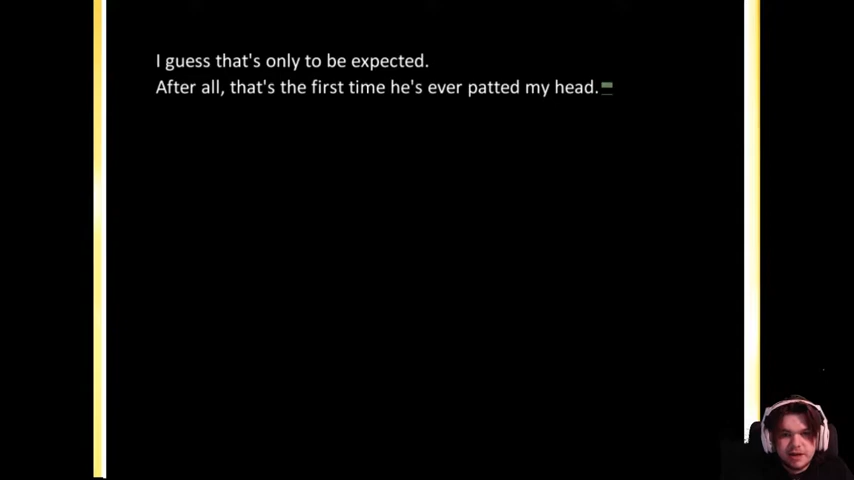 I guess that's only to be expected.
After all, that's the first time he's ever patted my head.